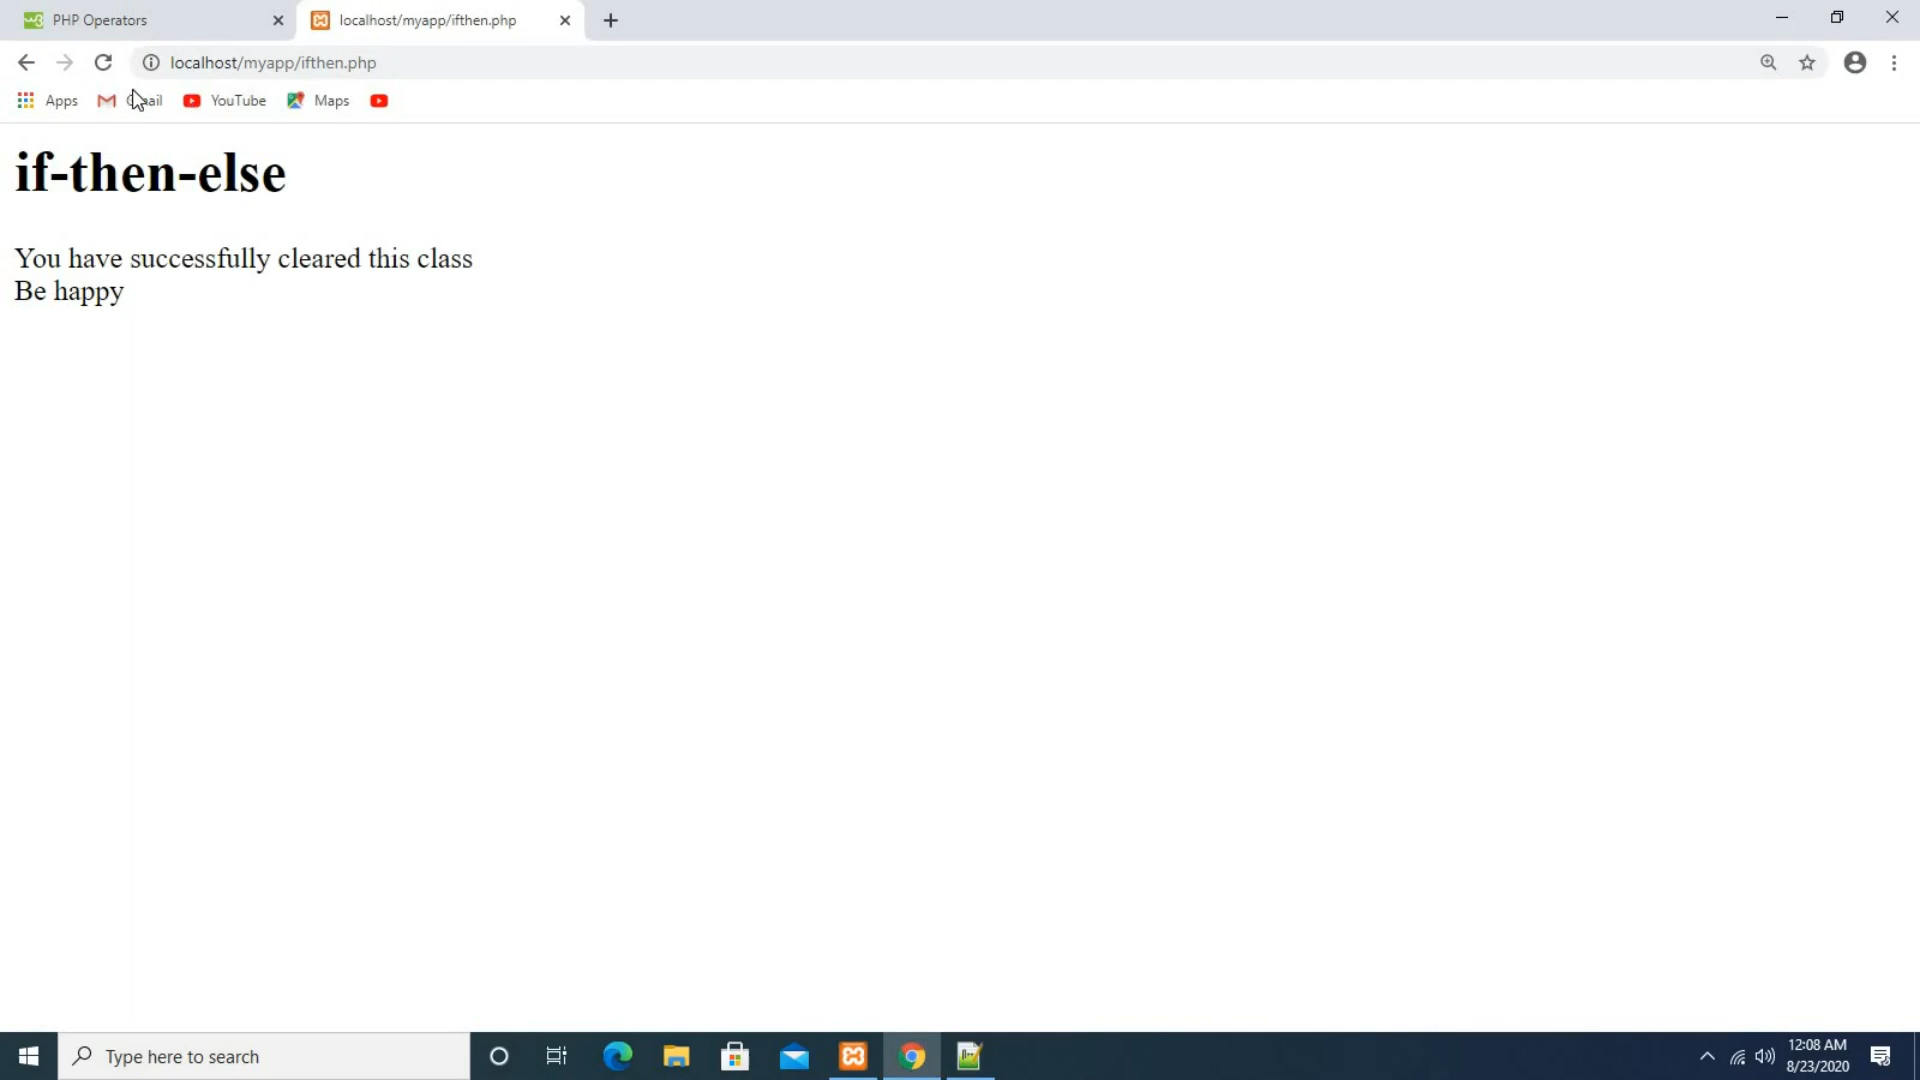 PHP Operators
localhost/myapp/ifthen.php
localhost/myapp/ifthen.php
Apps
YouTube
Maps
if-then-else
You have successfully cleared this class
Be happy
Type here to search
12:08 AM
8/23/2020